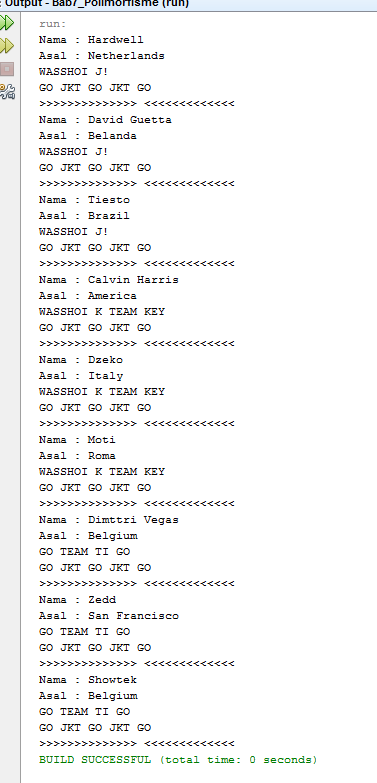 Output - Bab7_Polimorfisme (run)
run:
Nama : Hardwell
Asal : Netherlands
WASSHOI J!
GO JKT GO JKT GO
>>>>>>>>>>>>>> <<<<<<<<<<<<<
Nama : David Guetta
Asal : Belanda
WASSHOI J!
GO JKT GO JKT GO
>>>>>>>>>>>>>> <<<<<<<<<<<<<
Nama : Tiesto
Asal : Brazil
WASSHOI J!
GO JKT GO JKT GO
>>>>>>>>>>>>>> <<<<<<<<<<<<<
Nama : Calvin Harris
Asal : America
WASSHOI K TEAM KEY
GO JKT GO JKT GO
>>>>>>>>>>>>>> <<<<<<<<<<<<<
Nama : Dzeko
Asal : Italy
WASSHOI K TEAM KEY
GO JKT GO JKT GO
>>>>>>>>>>>>>> <<<<<<<<<<<<<
Nama : Moti
Asal : Roma
WASSHOI K TEAM KEY
GO JKT GO JKT GO
>>>>>>>>>>>>>> <<<<<<<<<<<<<
Nama : Dimttri Vegas
Asal : Belgium
GO TEAM TI GO
GO JKT GO JKT GO
>>>>>>>>>>>>>> <<<<<<<<<<<<<
Nama : Zedd
Asal : San Francisco
GO TEAM TI GO
GO JKT GO JKT GO
>>>>>>>>>>>>>> <<<<<<<<<<<<<
Nama : Showtek
Asal : Belgium
GO TEAM TI GO
GO JKT GO JKT GO
>>>>>>>>>>>>>> <<<<<<<<<<<<<
BUILD SUCCESSFUL (total time: 0 seconds)